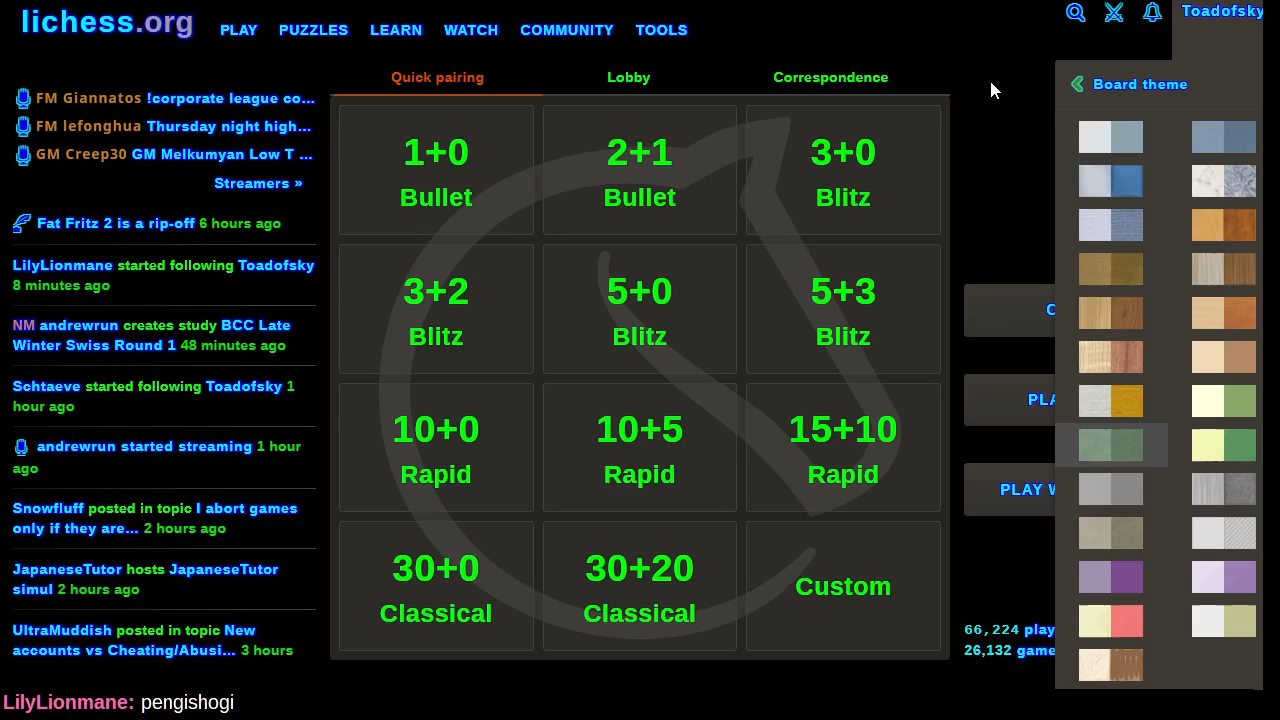 lichess.org
PLAY PUZZLES LEARN WATCH COMMUNITY TOOLS
Toadofsky
FM Giannatos !corporate league co...
FM lefonghua Thursday night high...
GM Creep30 GM Melkumyan Low T ...
Streamers »
Fat Fritz 2 is a rip-off 6 hours ago
LilyLionmane started following Toadofsky
8 minutes ago
NM andrewrun creates study BCC Late
Winter Swiss Round 1 48 minutes ago
Schtaeve started following Toadofsky 1
hour ago
andrewrun started streaming 1 hour
ago
Snowfluff posted in topic I abort games
only if they are... 2 hours ago
JapaneseTutor hosts JapaneseTutor
simul 2 hours ago
UltraMuddish posted in topic New
accounts vs Cheating/Abusi... 3 hours
Quick pairing Lobby Correspondence
1+0 2+1 3+0
Bullet Bullet Blitz
3+2 5+0 5+3
Blitz Blitz Blitz
10+0 10+5 15+10
Rapid Rapid Rapid
30+0 30+20
Classical Classical Custom
PLAY W
66,224 play
26,132 game
Board theme
LilyLionmane: pengishogi